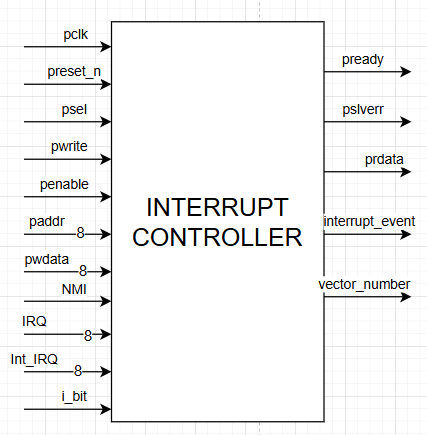 pclk
preset_n
psel
pwrite
penable
paddr
8
pwdata
8
NMI
IRQ
8
Int_IRQ
8
i_bit
INTERRUPT
CONTROLLER
pready
pslverr
prdata
interrupt_event
vector_number